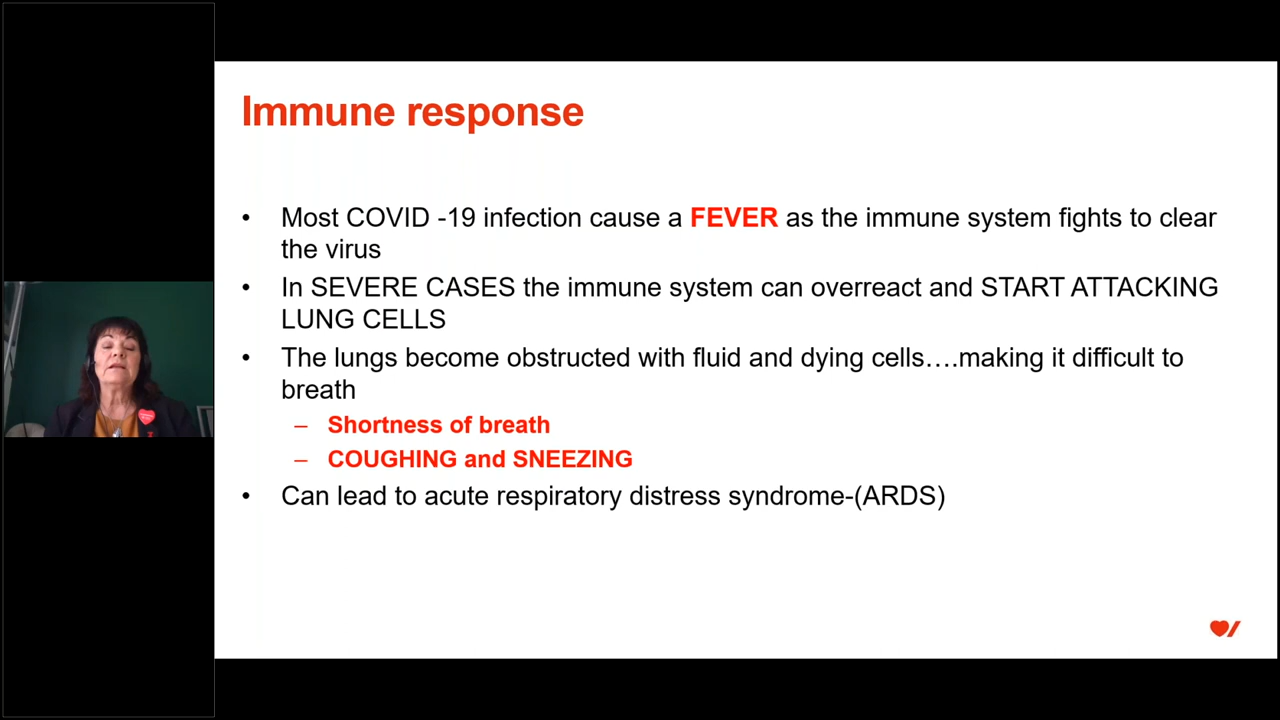 Immune response
• Most COVID -19 infection cause a FEVER as the immune system fights to clear
the virus
• In SEVERE CASES the immune system can overreact and START ATTACKING
LUNG CELLS
• The lungs become obstructed with fluid and dying cells….making it difficult to
breath
– Shortness of breath
– COUGHING and SNEEZING
• Can lead to acute respiratory distress syndrome-(ARDS)